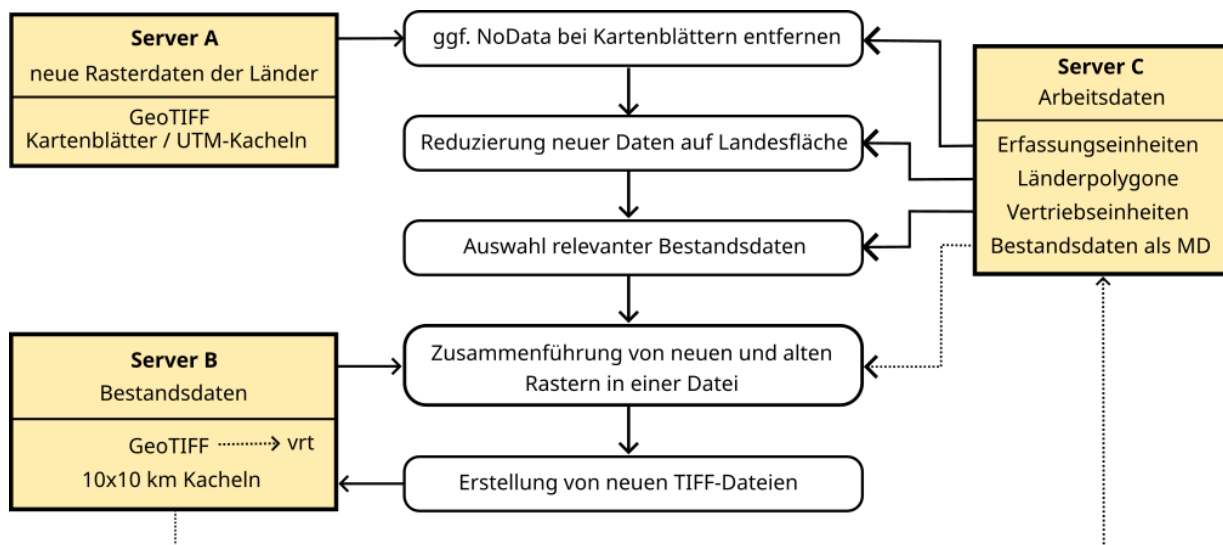 Server A
neue Rasterdaten der Länder
GeoTIFF
Kartenblätter / UTM-Kacheln
ggf. NoData bei Kartenblättern entfernen
Reduzierung neuer Daten auf Landesfläche
Auswahl relevanter Bestandsdaten
Zusammenführung von neuen und alten
Rastern in einer Datei
Erstellung von neuen TIFF-Dateien
Server B
Bestandsdaten
GeoTIFF vrt
10x10 km Kacheln
Server C
Arbeitsdaten
Erfassungseinheiten
Länderpolygone
Vertriebseinheiten
Bestandsdaten als MD